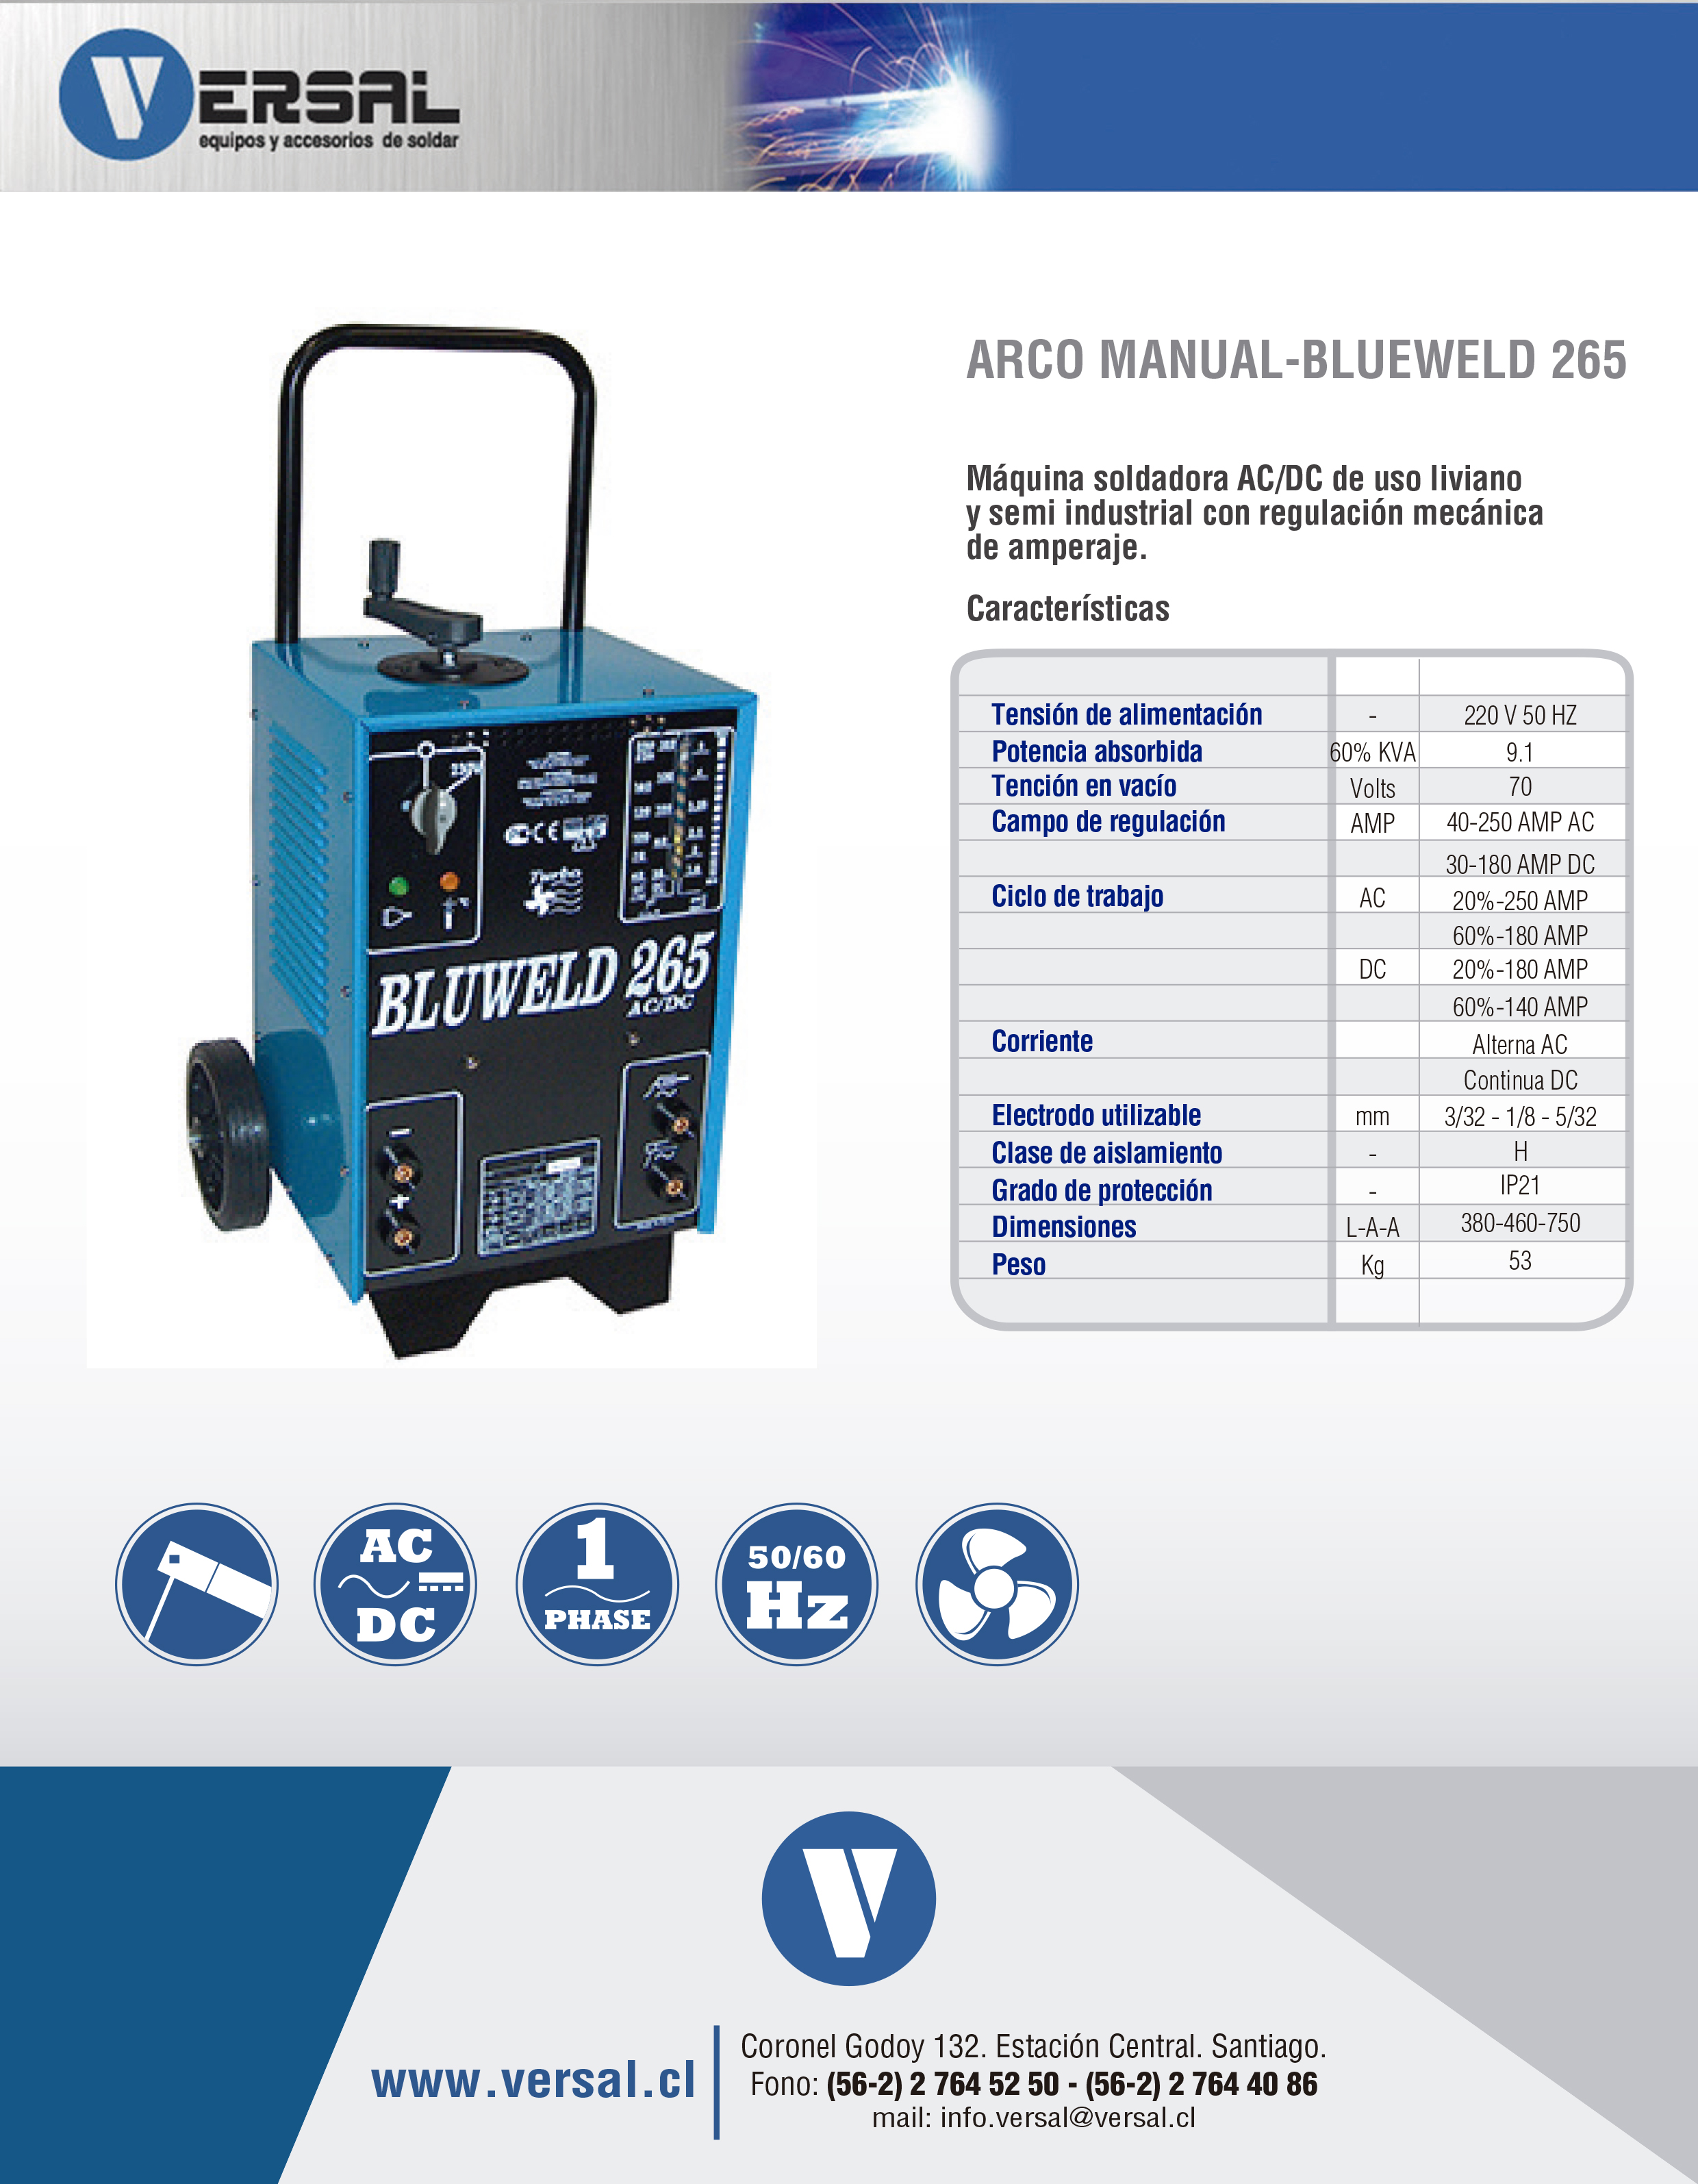 VERSAL
equipos y accesorios de soldar
ARCO MANUAL-BLUEWELD 265
Máquina soldadora AC/DC de uso liviano
y semi industrial con regulación mecánica
de amperaje.
Características
Tensión de alimentación - 220 V 50 HZ
Potencia absorbida 60% KVA 9.1
Tención en vacío Volts 70
Campo de regulación AMP 40-250 AMP AC
30-180 AMP DC
Ciclo de trabajo AC 20%-250 AMP
60%-180 AMP
DC 20%-180 AMP
60%-140 AMP
Corriente Alterna AC
Continua DC
Electrodo utilizable mm 3/32 - 1/8 - 5/32
Clase de aislamiento - H
Grado de protección - IP21
Dimensiones L-A-A 380-460-750
Peso Kg 53
Turbo
BLUWELD 265
AC/DC
-
+
AC
DC
1
PHASE
50/60
Hz
V
www.versal.cl
Coronel Godoy 132. Estación Central. Santiago.
Fono: (56-2) 2 764 52 50 - (56-2) 2 764 40 86
mail: info.versal@versal.cl